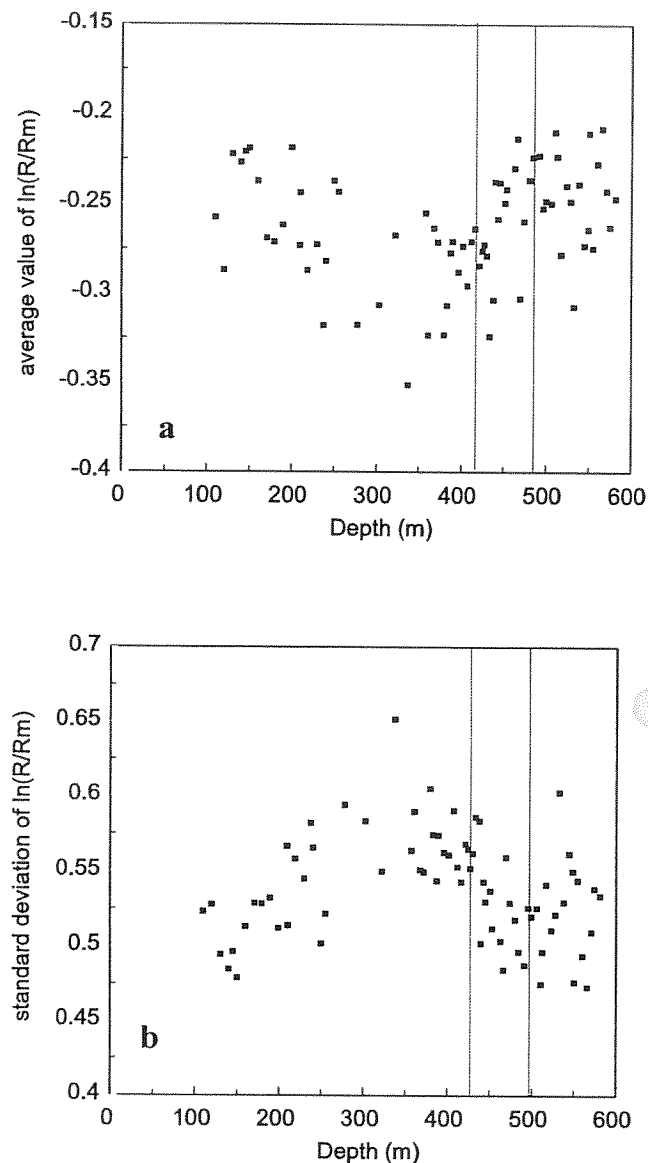 -0.15
-0.2
-0.25
-0.3
-0.35
-0.4
average value of ln(R/Rm)
a
0 100 200 300 400 500 600
Depth (m)
0.7
0.65
0.6
0.55
0.5
0.45
0.4
standard deviation of ln(R/Rm)
b
0 100 200 300 400 500 600
Depth (m)